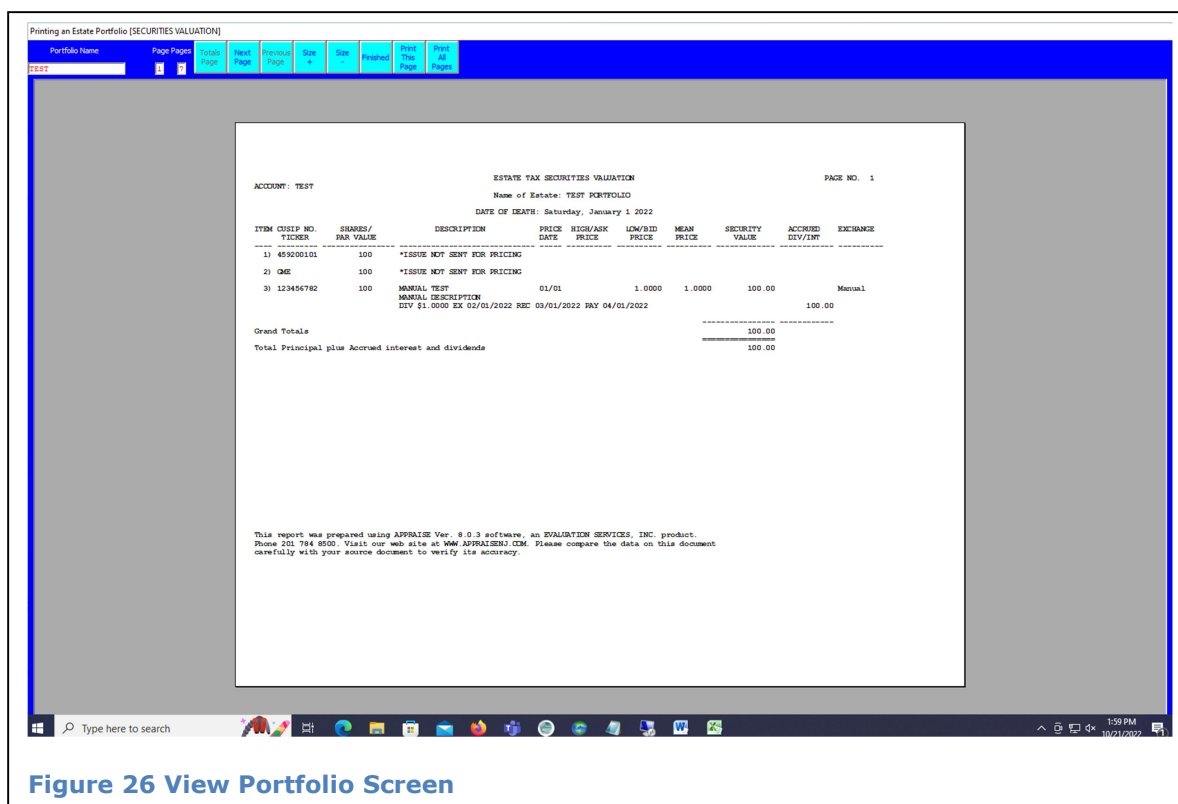 Printing an Estate Portfolio [SECURITIES VALUATION]
Portfolio Name Page Pages Totals Page Next Page Previous Page Size + Size - Finished Print This Page Print All Pages
TEST 1 7
ESTATE TAX SECURITIES VALUATION PAGE NO. 1
ACCOUNT: TEST
Name of Estate: TEST PORTFOLIO
DATE OF DEATH: Saturday, January 1 2022
ITEM CUSIP NO. SHARES/ DESCRIPTION PRICE HIGH/ASK LOW/BID MEAN SECURITY ACCRUED EXCHANGE
TICKER PAR VALUE DATE PRICE PRICE PRICE VALUE DIV/INT
1) 459200101 100 *ISSUE NOT SENT FOR PRICING
2) GME 100 *ISSUE NOT SENT FOR PRICING
3) 123456782 100 MANUAL TEST 01/01 1.0000 1.0000 100.00 Manual
MANUAL DESCRIPTION
DIV $1.0000 EX 02/01/2022 REC 03/01/2022 PAY 04/01/2022 100.00
Grand Totals 100.00
Total Principal plus Accrued interest and dividends 100.00
This report was prepared using APPRAISE Ver. 8.0.3 software, an EVALUATION SERVICES, INC. product.
Phone 201 784 8500. Visit our web site at WWW.APPRAISENJ.COM. Please compare the data on this document
carefully with your source document to verify its accuracy.
Type here to search
1:59 PM
10/21/2022
Figure 26 View Portfolio Screen